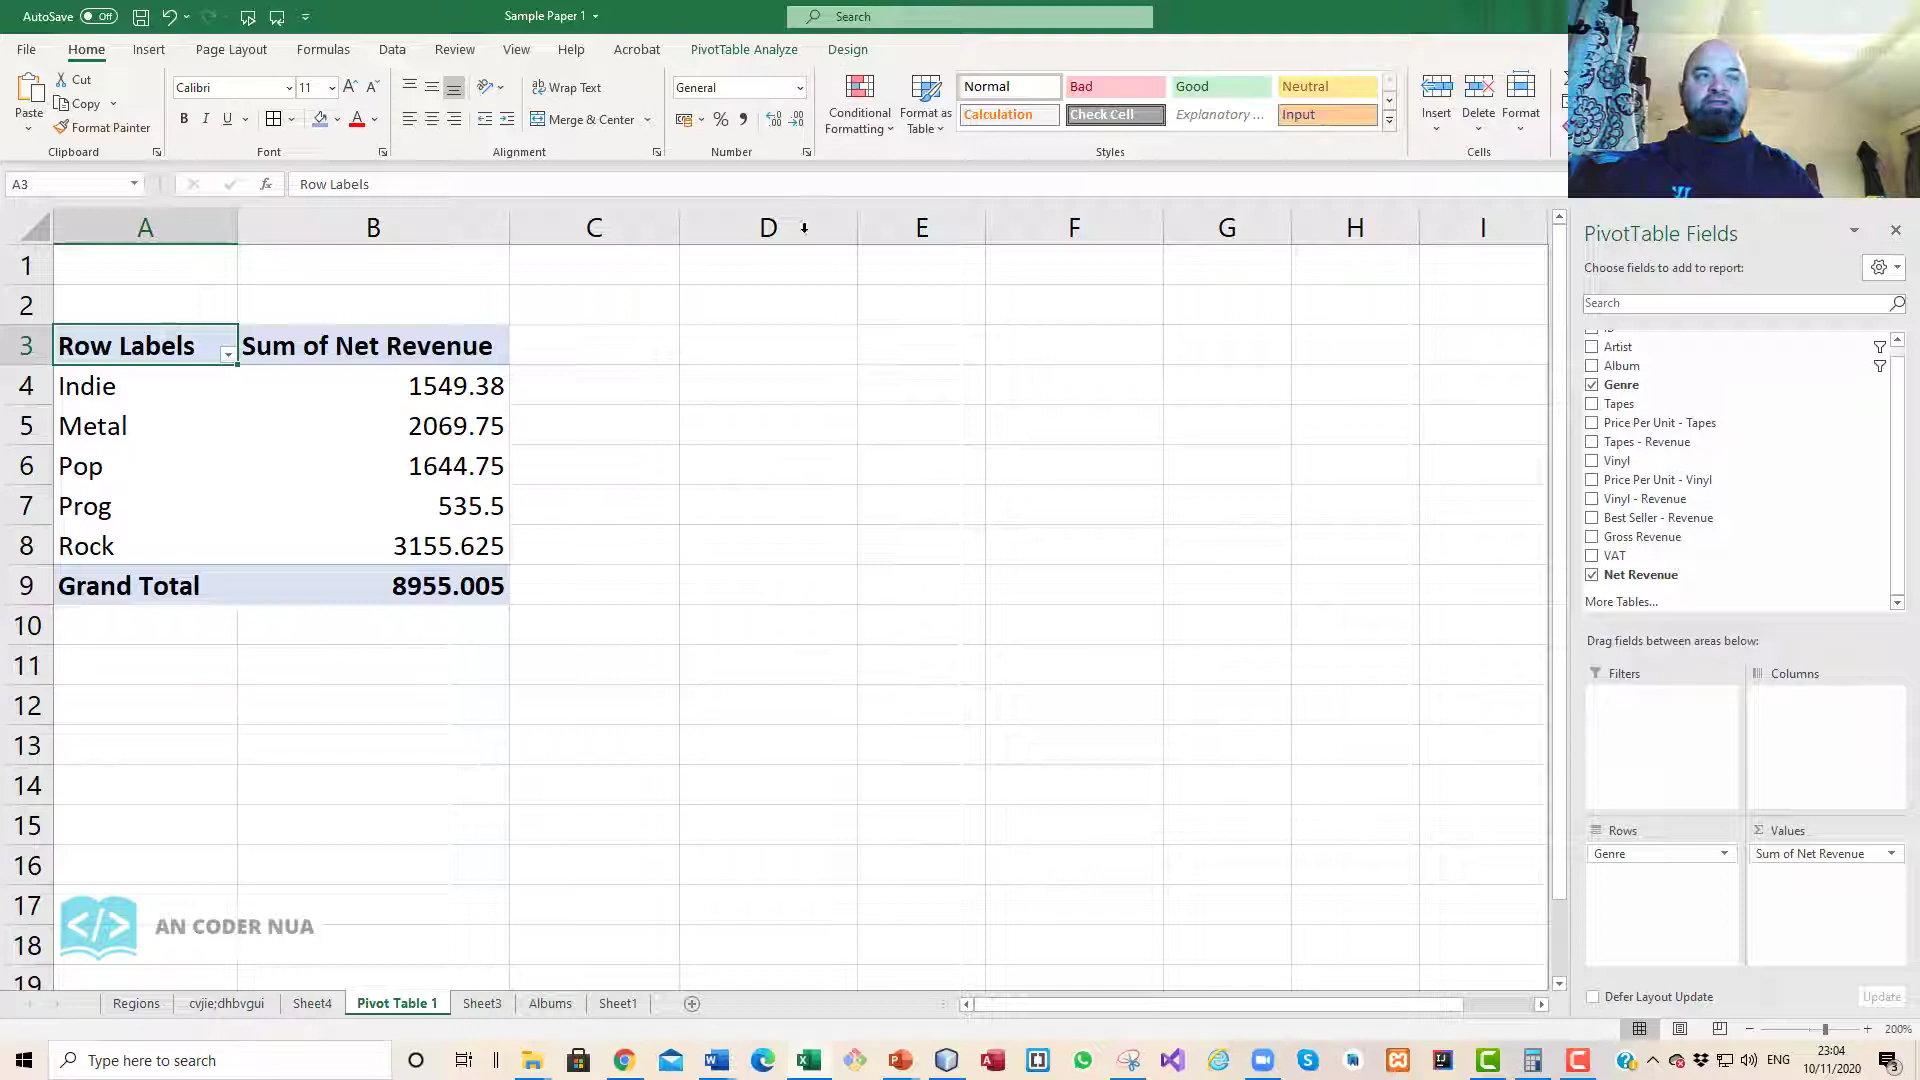 AutoSave Off
Sample Paper 1
Search
File Home Insert Page Layout Formulas Data Review View Help Acrobat PivotTable Analyze Design
Paste
Cut
Copy
Format Painter
Clipboard
Calibri 11
B I U
Font
Wrap Text
Merge & Center
Alignment
General
Number
Conditional Formatting
Format as Table
Normal Bad Good Neutral
Calculation Check Cell Explanatory ... Input
Styles
Insert Delete Format
Cells
A3
fx
Row Labels
A B C D E F G H I
1
2
3 Row Labels Sum of Net Revenue
4 Indie 1549.38
5 Metal 2069.75
6 Pop 1644.75
7 Prog 535.5
8 Rock 3155.625
9 Grand Total 8955.005
10
11
12
13
14
15
16
17
18
19
</> AN CODER NUA
PivotTable Fields
Choose fields to add to report:
Search
ID
Artist
Album
Genre
Tapes
Price Per Unit - Tapes
Tapes - Revenue
Vinyl
Price Per Unit - Vinyl
Vinyl - Revenue
Best Seller - Revenue
Gross Revenue
VAT
Net Revenue
More Tables...
Drag fields between areas below:
Filters
Columns
Rows
Values
Genre
Sum of Net Revenue
Defer Layout Update
Update
Regions cvjie;dhbvgui Sheet4 Pivot Table 1 Sheet3 Albums Sheet1
200%
Type here to search
ENG
23:04
10/11/2020
3